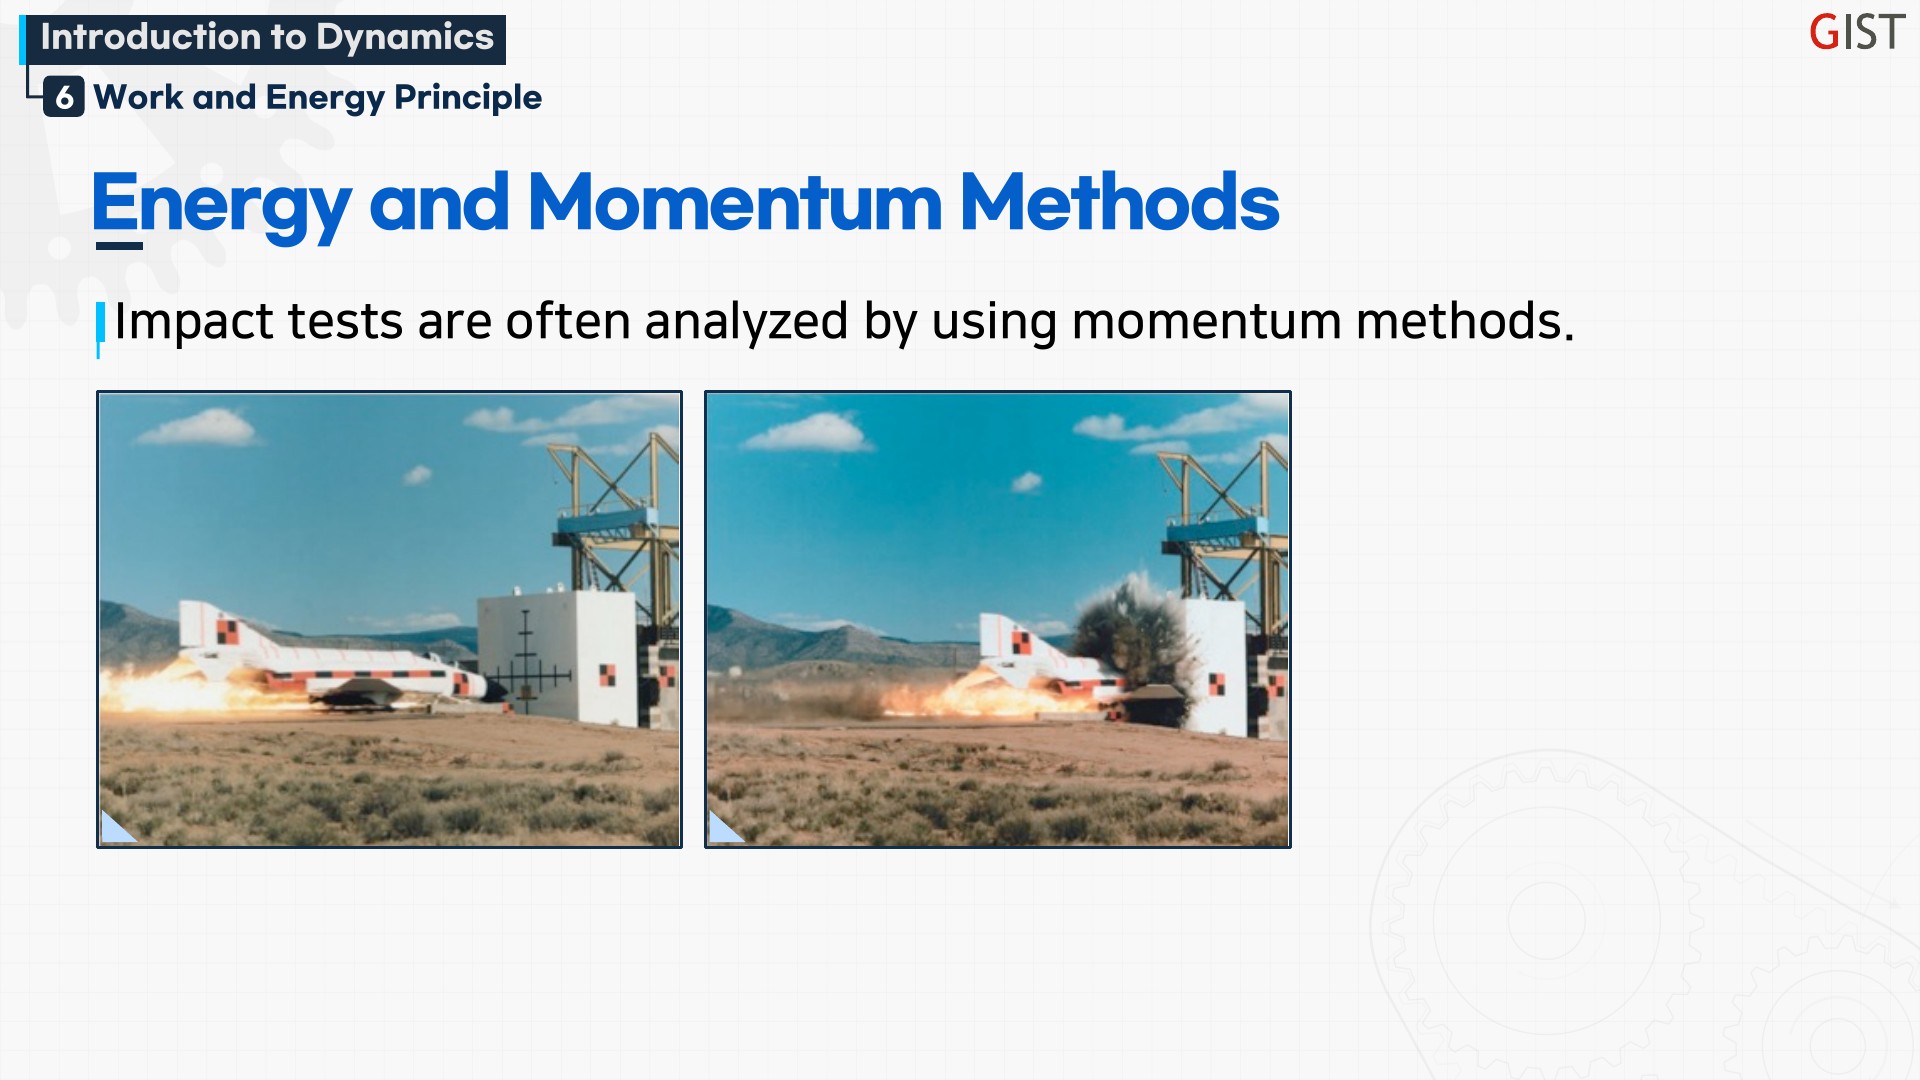 Introduction to Dynamics
GIST
6 Work and Energy Principle
Energy and Momentum Methods
Impact tests are often analyzed by using momentum methods.